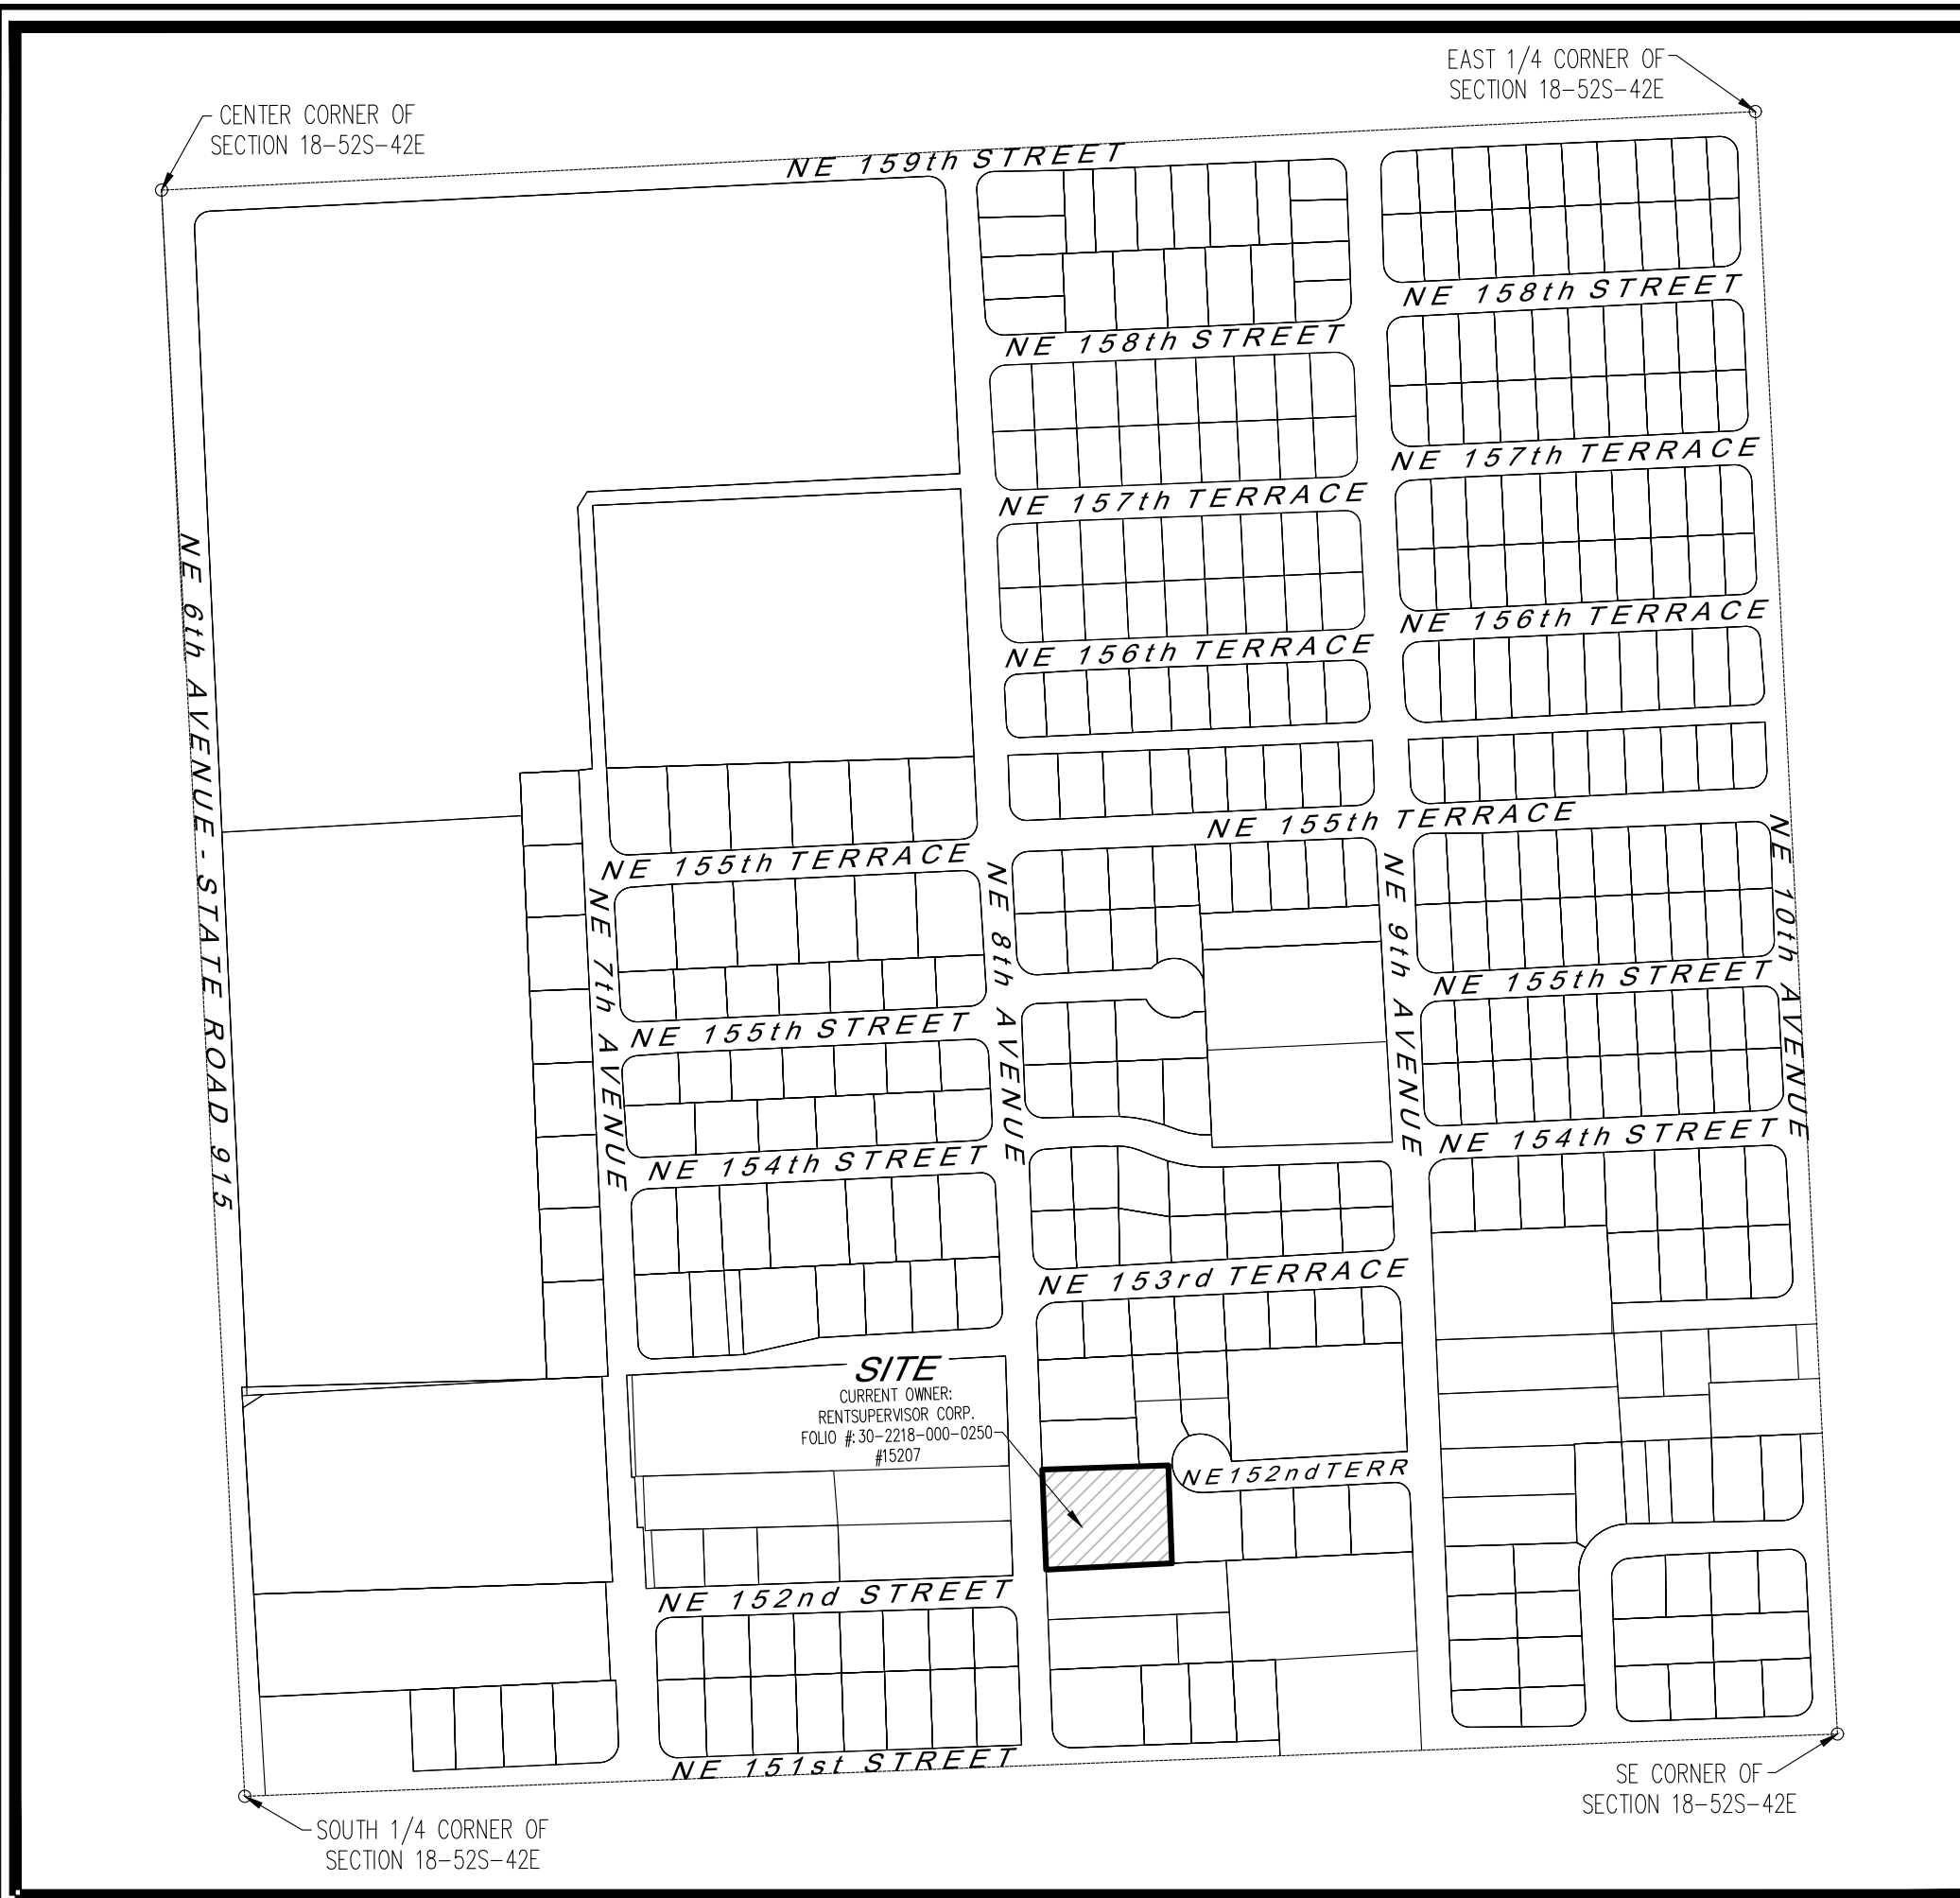 EAST 1/4 CORNER OF
SECTION 18-52S-42E
CENTER CORNER OF
SECTION 18-52S-42E
NE 159th STREET
NE 158th STREET
NE 158th STREET
NE 157th TERRACE
NE 157th TERRACE
NE 156th TERRACE
NE 156th TERRACE
NE 6th AVENUE - STATE ROAD 915
NE 155th TERRACE
NE 155th TERRACE
NE 7th AVENUE
NE 8th AVENUE
NE 9th AVENUE
NE 10th AVENUE
NE 155th STREET
NE 155th STREET
NE 154th STREET
NE 154th STREET
NE 153rd TERRACE
SITE
CURRENT OWNER:
RENTSUPERVISOR CORP.
FOLIO #:30-2218-000-0250
#15207
NE 152nd TERR
NE 152nd STREET
NE 151st STREET
SE CORNER OF
SECTION 18-52S-42E
SOUTH 1/4 CORNER OF
SECTION 18-52S-42E